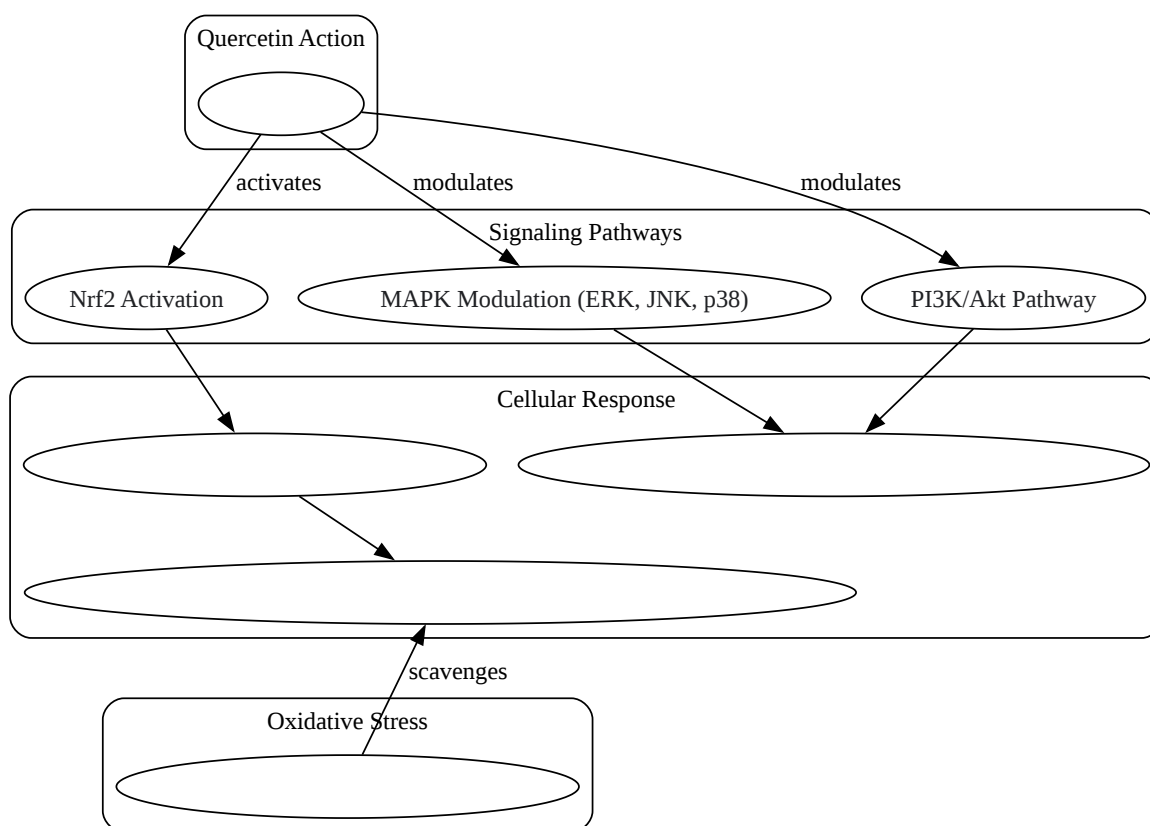 Quercetin Action
activates
modulates
modulates
Signaling Pathways
Nrf2 Activation
MAPK Modulation (ERK, JNK, p38)
PI3K/Akt Pathway
Cellular Response
scavenges
Oxidative Stress